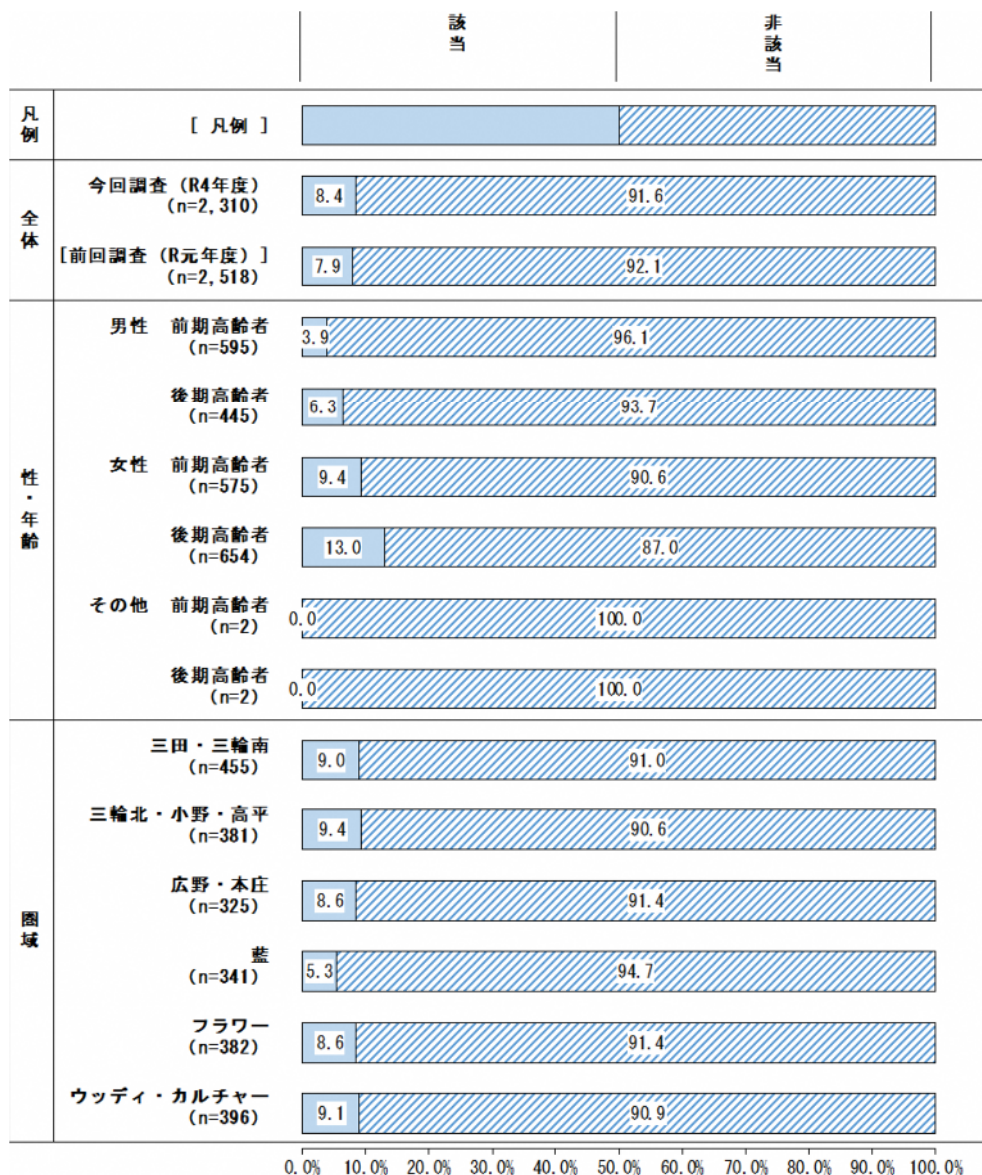 該当
非該当
凡例
[ 凡例 ]
全体
今回調査 (R4年度)
(n=2,310)
8.4
91.6
[前回調査 (R元年度) ]
(n=2,518)
7.9
92.1
性・年齢
男性 前期高齢者
(n=595)
3.9
96.1
後期高齢者
(n=445)
6.3
93.7
女性 前期高齢者
(n=575)
9.4
90.6
後期高齢者
(n=654)
13.0
87.0
その他 前期高齢者
(n=2)
0.0
100.0
後期高齢者
(n=2)
0.0
100.0
圏域
三田・三輪南
(n=455)
9.0
91.0
三輪北・小野・高平
(n=381)
9.4
90.6
広野・本庄
(n=325)
8.6
91.4
藍
(n=341)
5.3
94.7
フラワー
(n=382)
8.6
91.4
ウッディ・カルチャー
(n=396)
9.1
90.9
0.0% 10.0% 20.0% 30.0% 40.0% 50.0% 60.0% 70.0% 80.0% 90.0% 100.0%